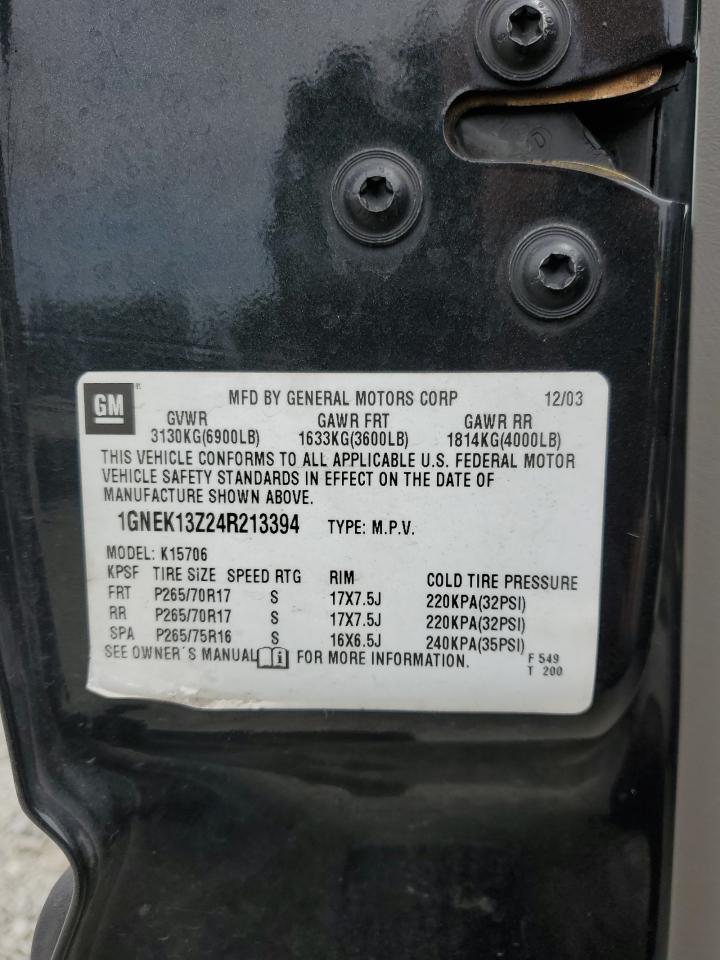 GM ®
MFD BY GENERAL MOTORS CORP 12/03
GVWR GAWR FRT GAWR RR
3130KG(6900LB) 1633KG(3600LB) 1814KG(4000LB)
THIS VEHICLE CONFORMS TO ALL APPLICABLE U.S. FEDERAL MOTOR
VEHICLE SAFETY STANDARDS IN EFFECT ON THE DATE OF
MANUFACTURE SHOWN ABOVE.
1GNEK13Z24R213394 TYPE: M.P.V.
MODEL: K15706
KPSF TIRE SIZE SPEED RTG RIM COLD TIRE PRESSURE
FRT P265/70R17 S 17X7.5J 220KPA(32PSI)
RR P265/70R17 S 17X7.5J 220KPA(32PSI)
SPA P265/75R16 S 16X6.5J 240KPA(35PSI)
SEE OWNER´S MANUAL FOR MORE INFORMATION. F 549
T 200